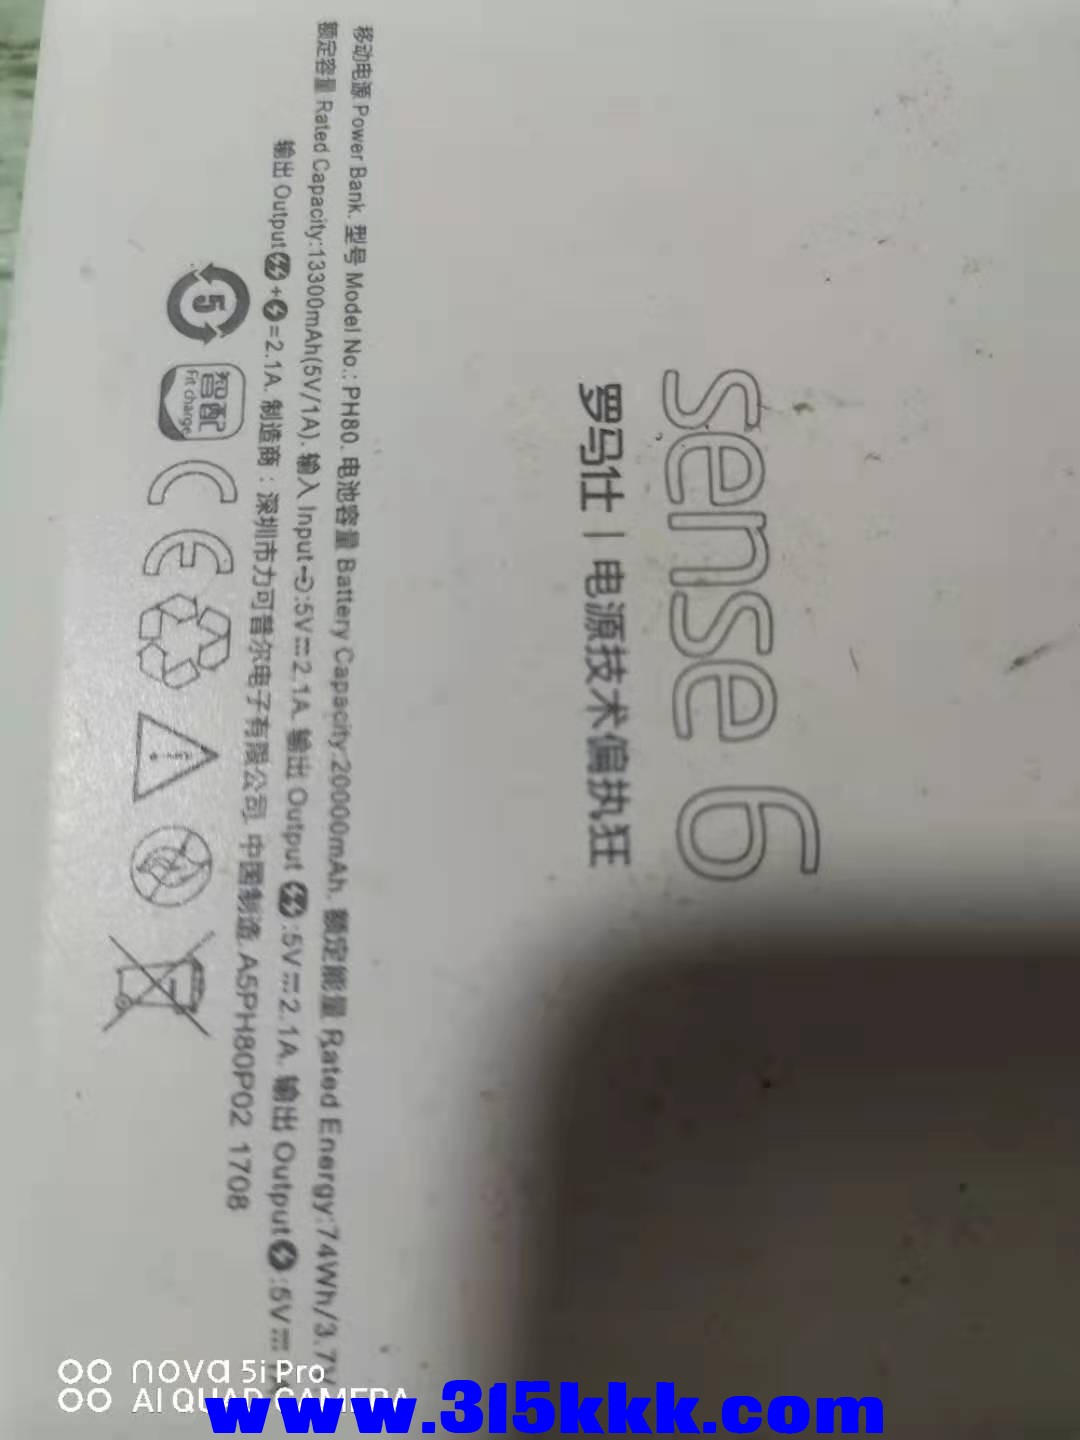 sense 6
罗马仕 | 电源技术偏执狂
移动电源 Power Bank. 型号 Model No.: PH80. 电池容量 Battery Capacity:20000mAh. 额定能量 Rated Energy:74Wh/3.7V
额定容量 Rated Capacity:13300mAh(5V/1A). 输入 Input :5V⎓2.1A. 输出 Output :5V⎓2.1A. 输出 Output :5V⎓
输出 Output + =2.1A. 制造商：深圳市力可普尔电子有限公司. 中国制造. A5PH80P02 1708
5
智配
Fit charge
CE
nova 5i Pro
AI QUAD CAMERA
www.315kkk.com